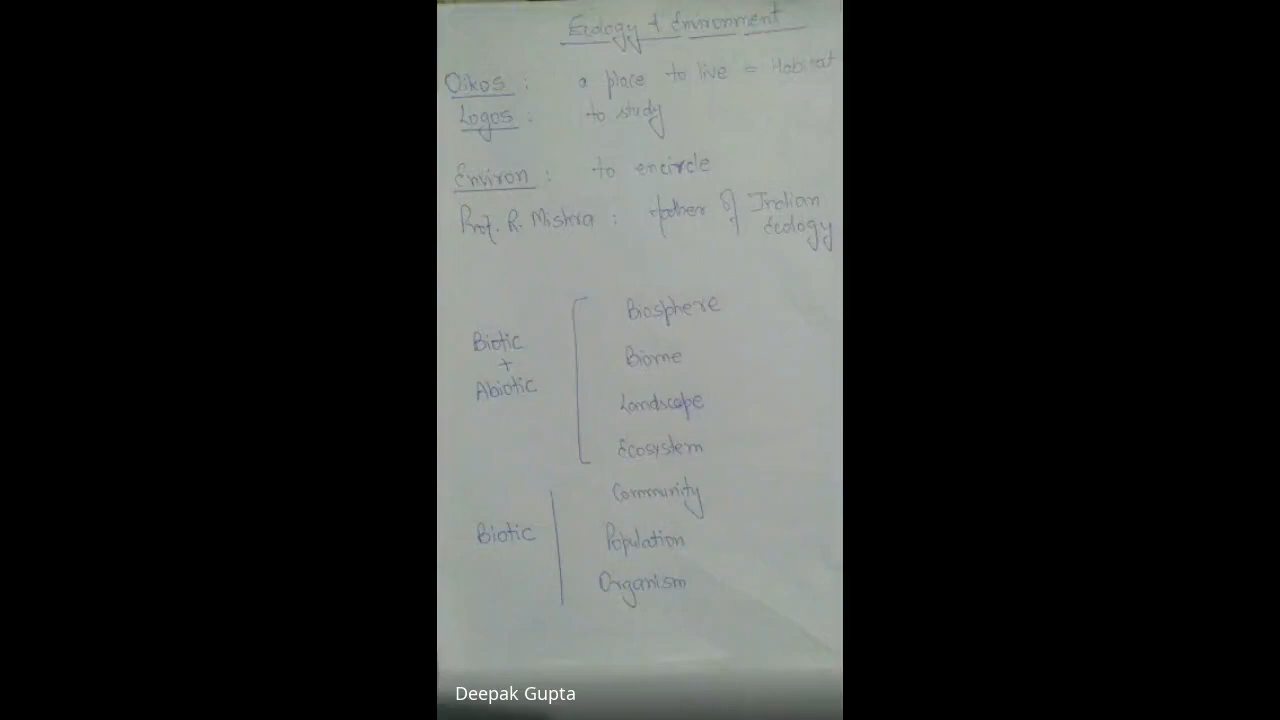 Ecology & Environment
Oikos : a place to live = Habitat
Logos : to study
Environ : to encircle
Prof. R. Mishra : Father of Indian
Ecology
Biotic
+
Abiotic
Biosphere
Biome
Landscape
Ecosystem
Biotic
Community
Population
Organism
Deepak Gupta